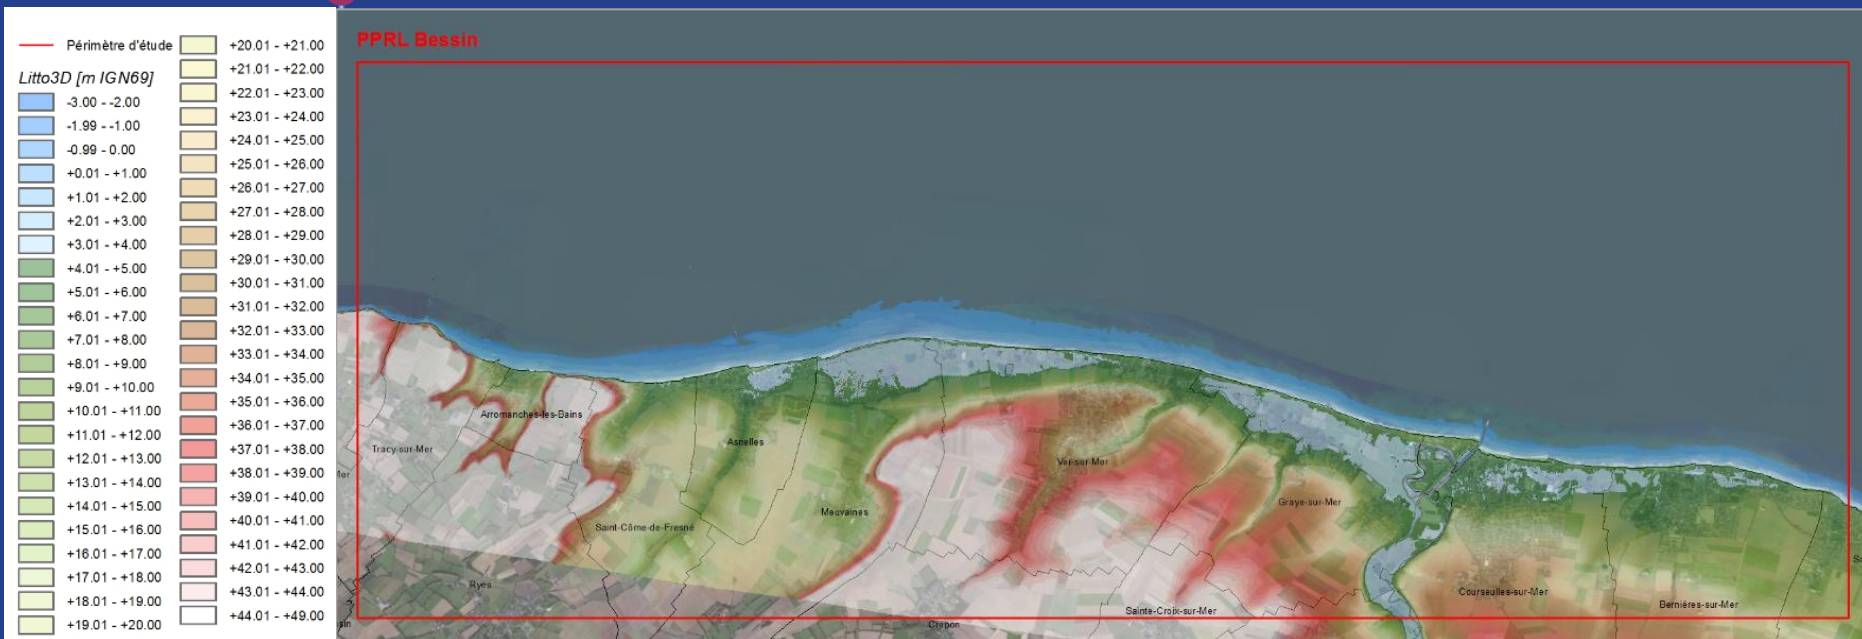 Périmètre d'étude
Litto3D [m IGN69]
-3.00 - -2.00
-1.99 - -1.00
-0.99 - 0.00
+0.01 - +1.00
+1.01 - +2.00
+2.01 - +3.00
+3.01 - +4.00
+4.01 - +5.00
+5.01 - +6.00
+6.01 - +7.00
+7.01 - +8.00
+8.01 - +9.00
+9.01 - +10.00
+10.01 - +11.00
+11.01 - +12.00
+12.01 - +13.00
+13.01 - +14.00
+14.01 - +15.00
+15.01 - +16.00
+16.01 - +17.00
+17.01 - +18.00
+18.01 - +19.00
+19.01 - +20.00
+20.01 - +21.00
+21.01 - +22.00
+22.01 - +23.00
+23.01 - +24.00
+24.01 - +25.00
+25.01 - +26.00
+26.01 - +27.00
+27.01 - +28.00
+28.01 - +29.00
+29.01 - +30.00
+30.01 - +31.00
+31.01 - +32.00
+32.01 - +33.00
+33.01 - +34.00
+34.01 - +35.00
+35.01 - +36.00
+36.01 - +37.00
+37.01 - +38.00
+38.01 - +39.00
+39.01 - +40.00
+40.01 - +41.00
+41.01 - +42.00
+42.01 - +43.00
+43.01 - +44.00
+44.01 - +49.00
PPRL Bessin
Arromanches-les-Bains
Tracy-sur-Mer
Asnelles
Ver-sur-Mer
Meuvaines
Graye-sur-Mer
Saint-Côme-de-Fresné
Ryes
Courseulles-sur-Mer
Bernières-sur-Mer
Sainte-Croix-sur-Mer
Crépon